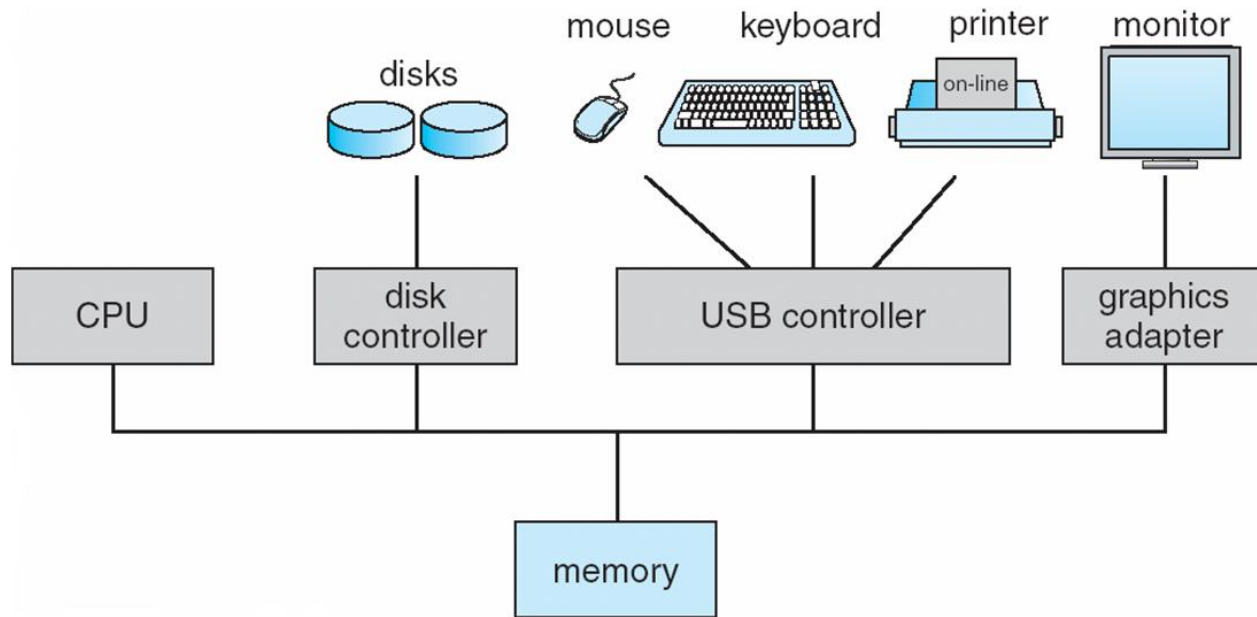 mouse
keyboard
printer
monitor
disks
on-line
CPU
disk
controller
USB controller
graphics
adapter
memory